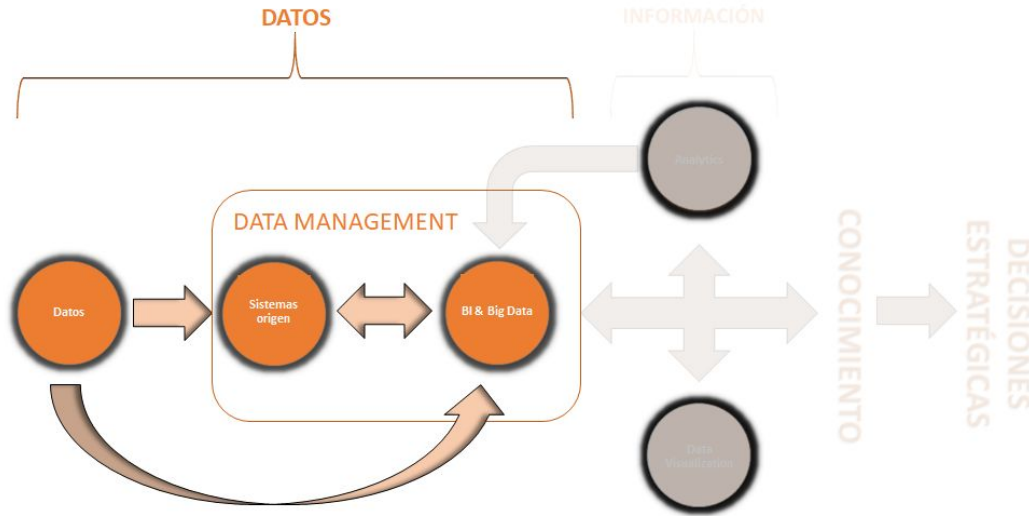 DATOS
INFORMACIÓN
Analytics
DATA MANAGEMENT
Datos
Sistemas
origen
BI & Big Data
CONOCIMIENTO
DECISIONES
ESTRATÉGICAS
Data
Visualization